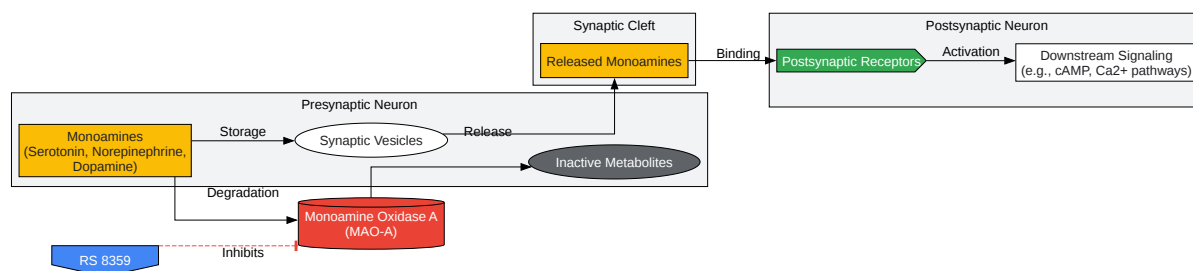 Synaptic Cleft
Released Monoamines
Binding
Postsynaptic Neuron
Postsynaptic Receptors
Activation
Downstream Signaling
(e.g., cAMP, Ca2+ pathways)
Presynaptic Neuron
Monoamines
(Serotonin, Norepinephrine,
Dopamine)
Storage
Synaptic Vesicles
Release
Inactive Metabolites
Degradation
Monoamine Oxidase A
(MAO-A)
RS 8359
Inhibits